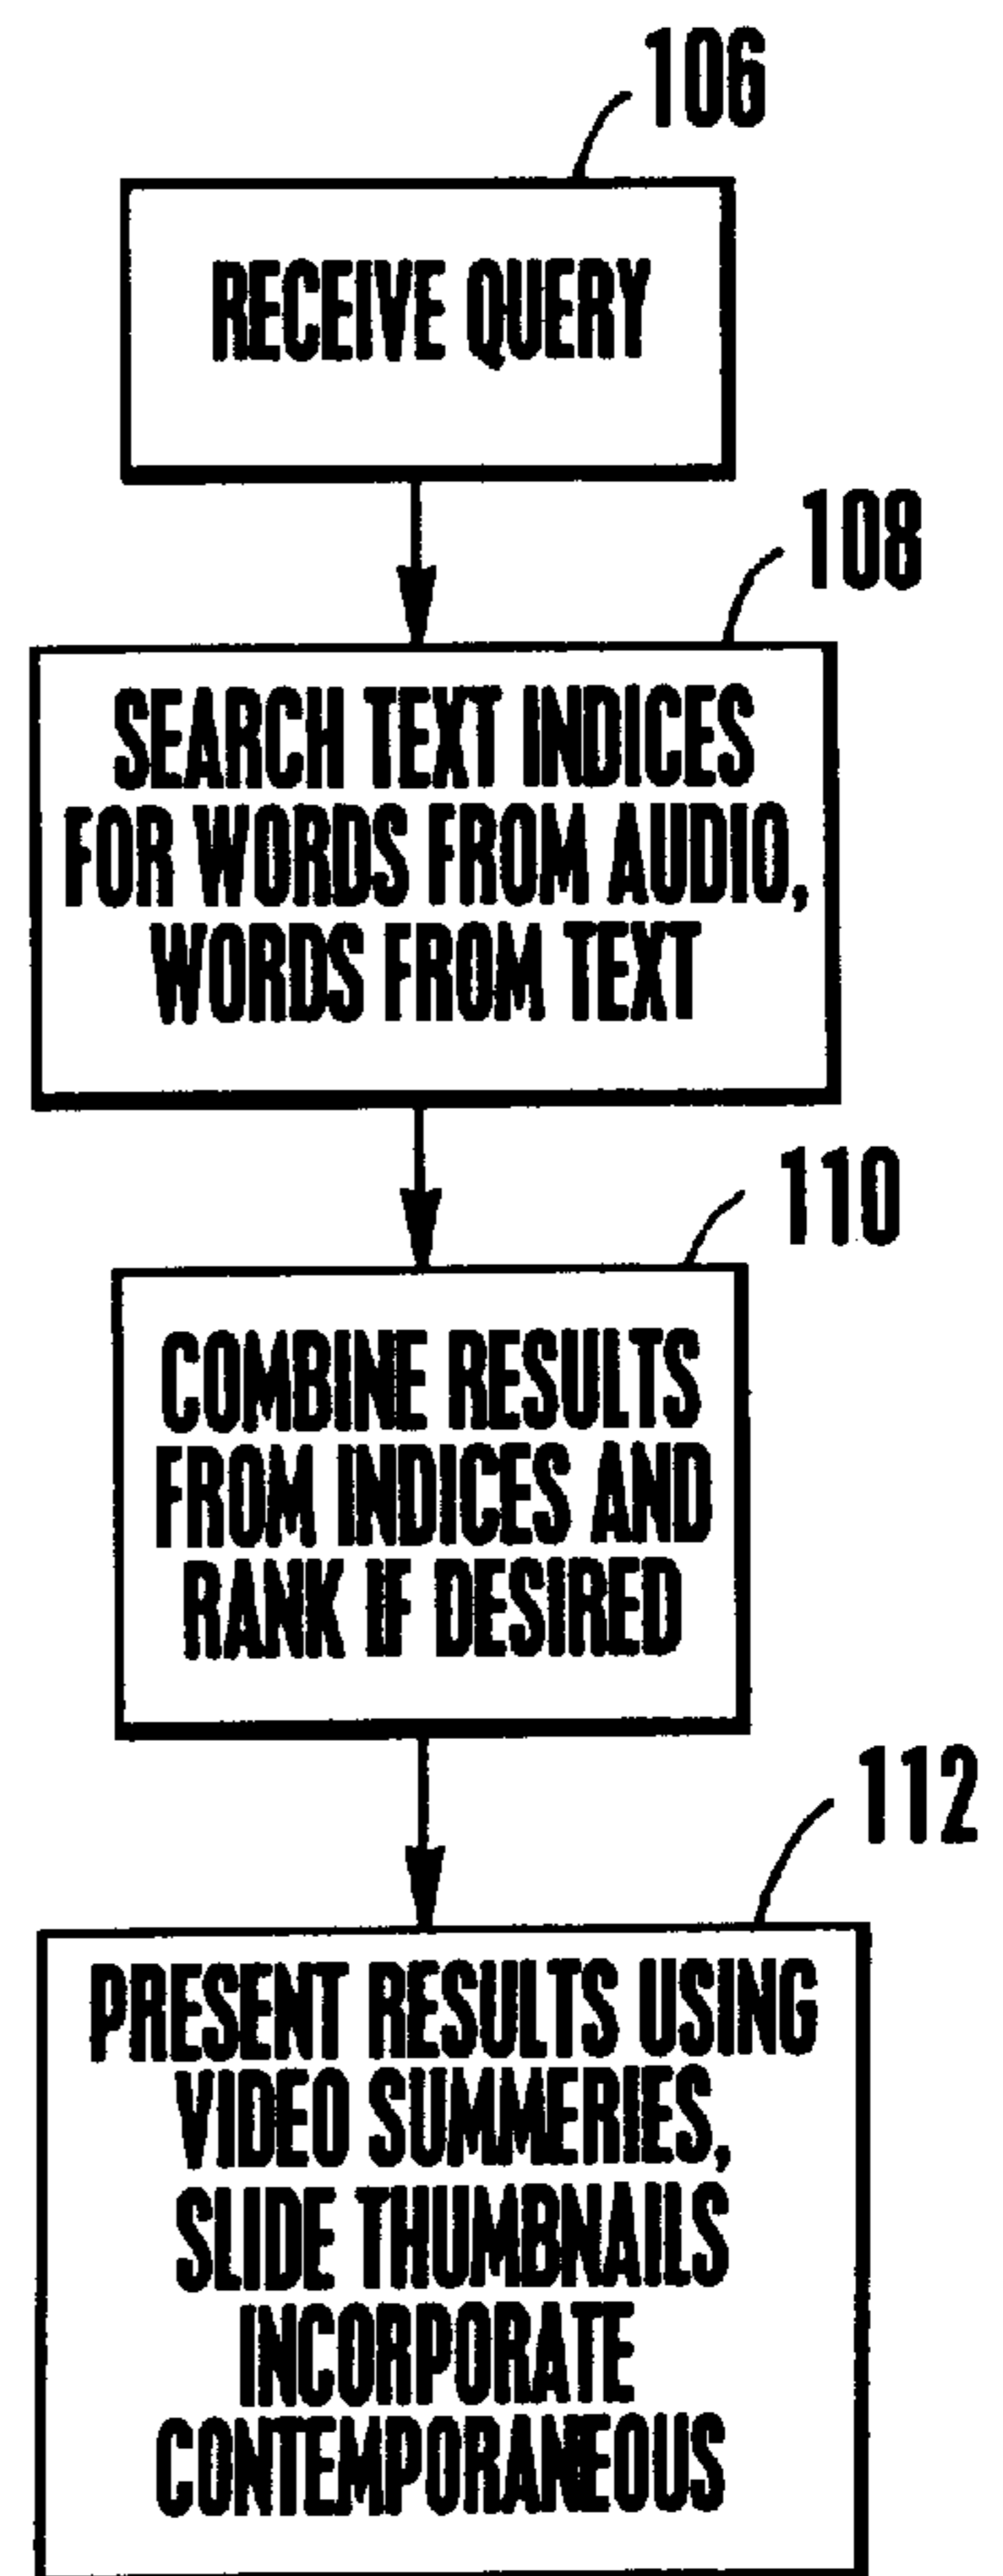 106
RECEIVE QUERY
108
SEARCH TEXT INDICES
FOR WORDS FROM AUDIO,
WORDS FROM TEXT
110
COMBINE RESULTS
FROM INDICES AND
RANK IF DESIRED
112
PRESENT RESULTS USING
VIDEO SUMMERIES,
SLIDE THUMBNAILS
INCORPORATE
CONTEMPORANEOUS